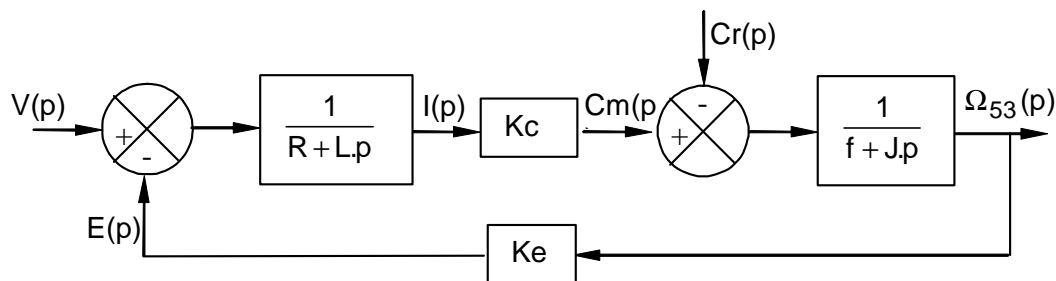 Cr(p)
V(p)
+
-
1
R + L.p
I(p)
Kc
Cm(p
-
+
1
f + J.p
Ω53 (p)
E(p)
Ke